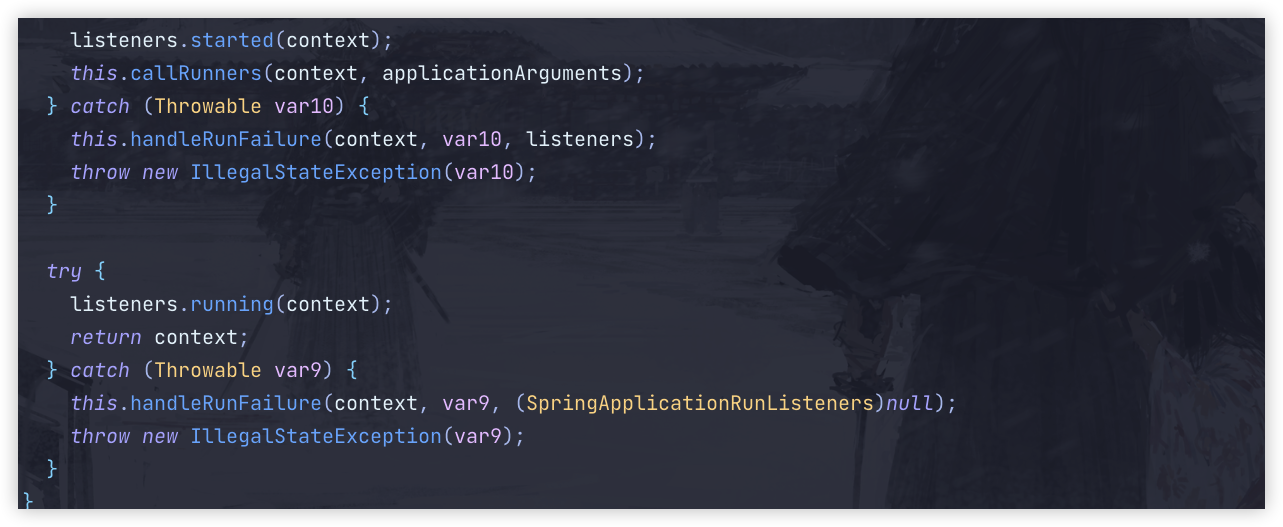 listeners.started(context);
this.callRunners(context, applicationArguments);
} catch (Throwable var10) {
this.handleRunFailure(context, var10, listeners);
throw new IllegalStateException(var10);
}
try {
listeners.running(context);
return context;
} catch (Throwable var9) {
this.handleRunFailure(context, var9, (SpringApplicationRunListeners)null);
throw new IllegalStateException(var9);
}
}